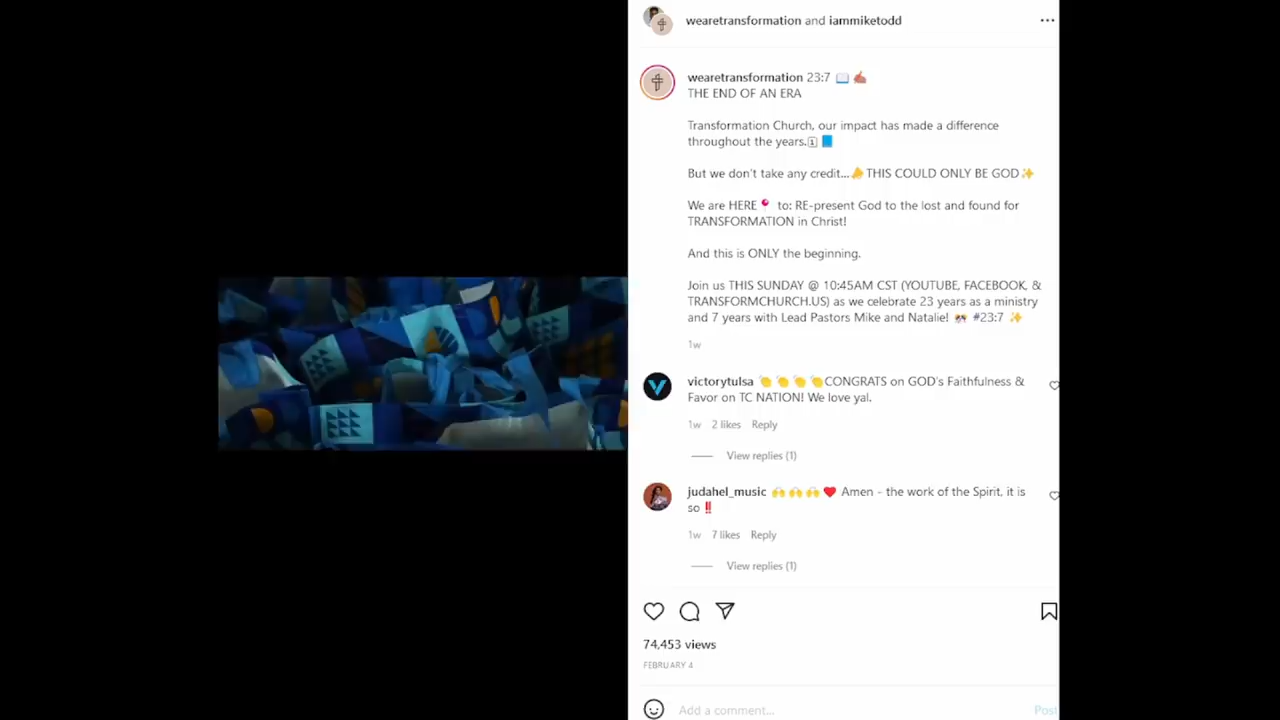 wearetransformation and iammiketodd
wearetransformation 23:7 📖 ✍🏽
THE END OF AN ERA
Transformation Church, our impact has made a difference
throughout the years.🗓 📘
But we don't take any credit...📣THIS COULD ONLY BE GOD✨
We are HERE📍 to: RE-present God to the lost and found for
TRANSFORMATION in Christ!
And this is ONLY the beginning.
Join us THIS SUNDAY @ 10:45AM CST (YOUTUBE, FACEBOOK, &
TRANSFORMCHURCH.US) as we celebrate 23 years as a ministry
and 7 years with Lead Pastors Mike and Natalie! 🎊 #23:7 ✨
1w
victorytulsa 👏 👏 👏 👏CONGRATS on GOD's Faithfulness &
Favor on TC NATION! We love yal.
1w 2 likes Reply
View replies (1)
judahel_music 🙌 🙌 🙌 ❤️ Amen - the work of the Spirit, it is
so ‼️
1w 7 likes Reply
View replies (1)
74,453 views
FEBRUARY 4
Add a comment...
Post